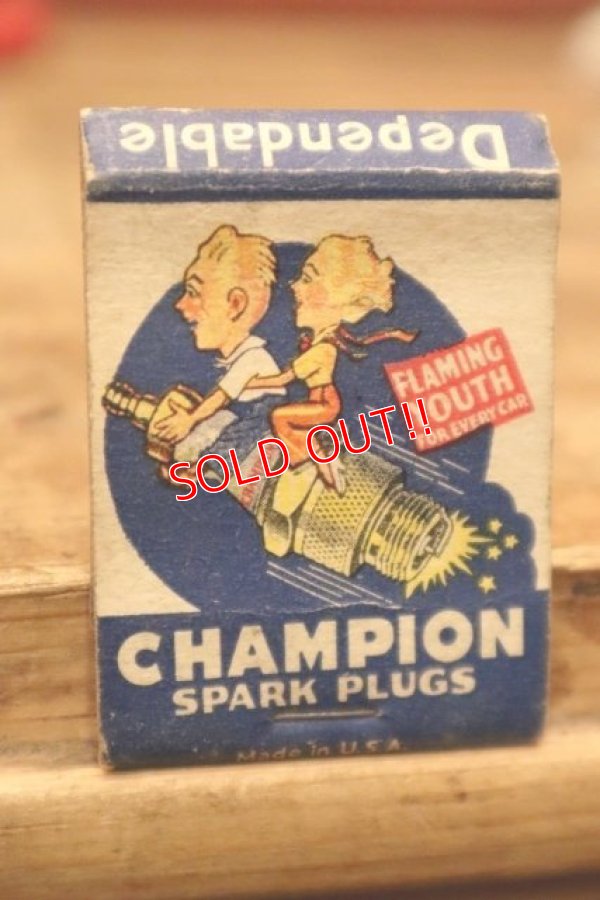 Dependable
FLAMING
YOUTH
FOR EVERY CAR
SOLD OUT!!
CHAMPION
SPARK PLUGS
Made in U.S.A.